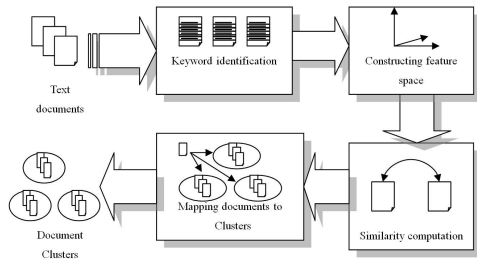 Text
documents
Keyword identification
Constructing feature
space
Similarity computation
Mapping documents to
Clusters
Document
Clusters